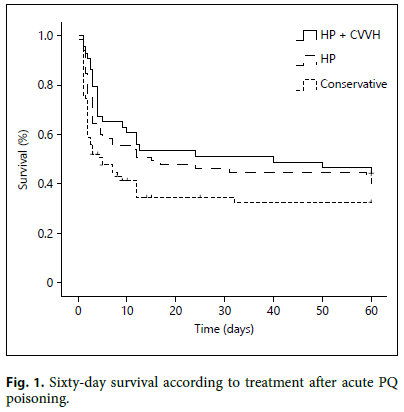 1.0
0.8
0.6
0.4
0.2
0
Survival (%)
HP + CVVH
HP
Conservative
0 10 20 30 40 50 60
Time (days)
Fig. 1. Sixty-day survival according to treatment after acute PQ
poisoning.